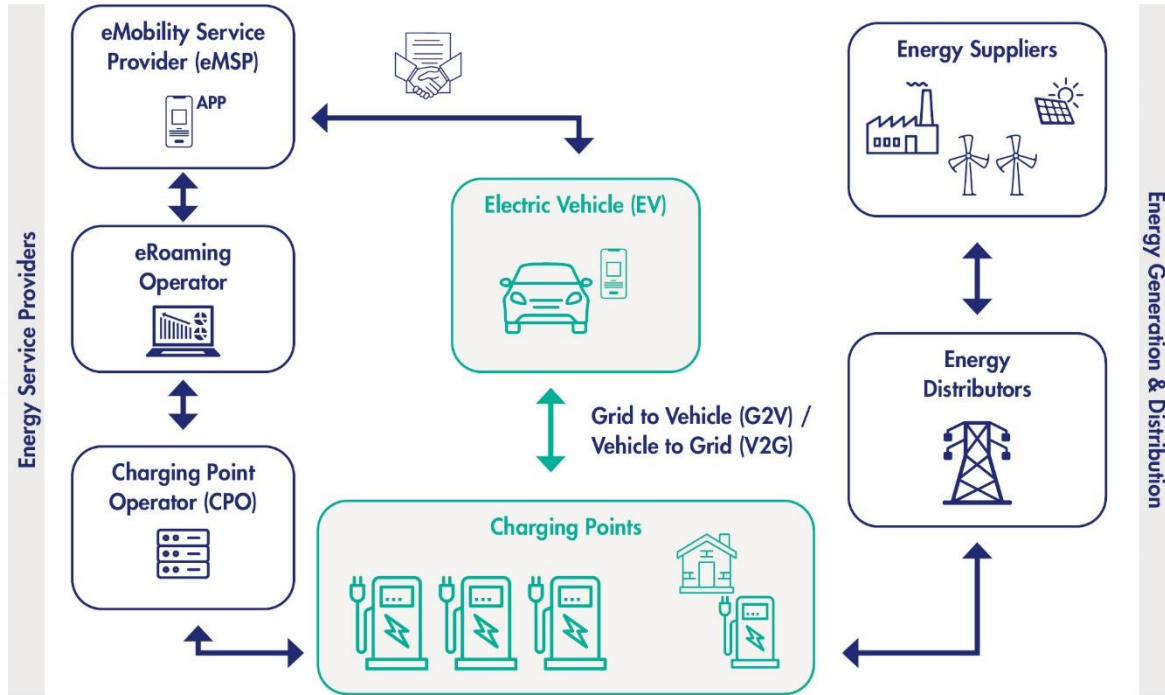 Energy Service Providers
eMobility Service
Provider (eMSP)
APP
eRoaming
Operator
Charging Point
Operator (CPO)
Electric Vehicle (EV)
Grid to Vehicle (G2V) /
Vehicle to Grid (V2G)
Charging Points
Energy Suppliers
Energy
Distributors
Energy Generation & Distribution